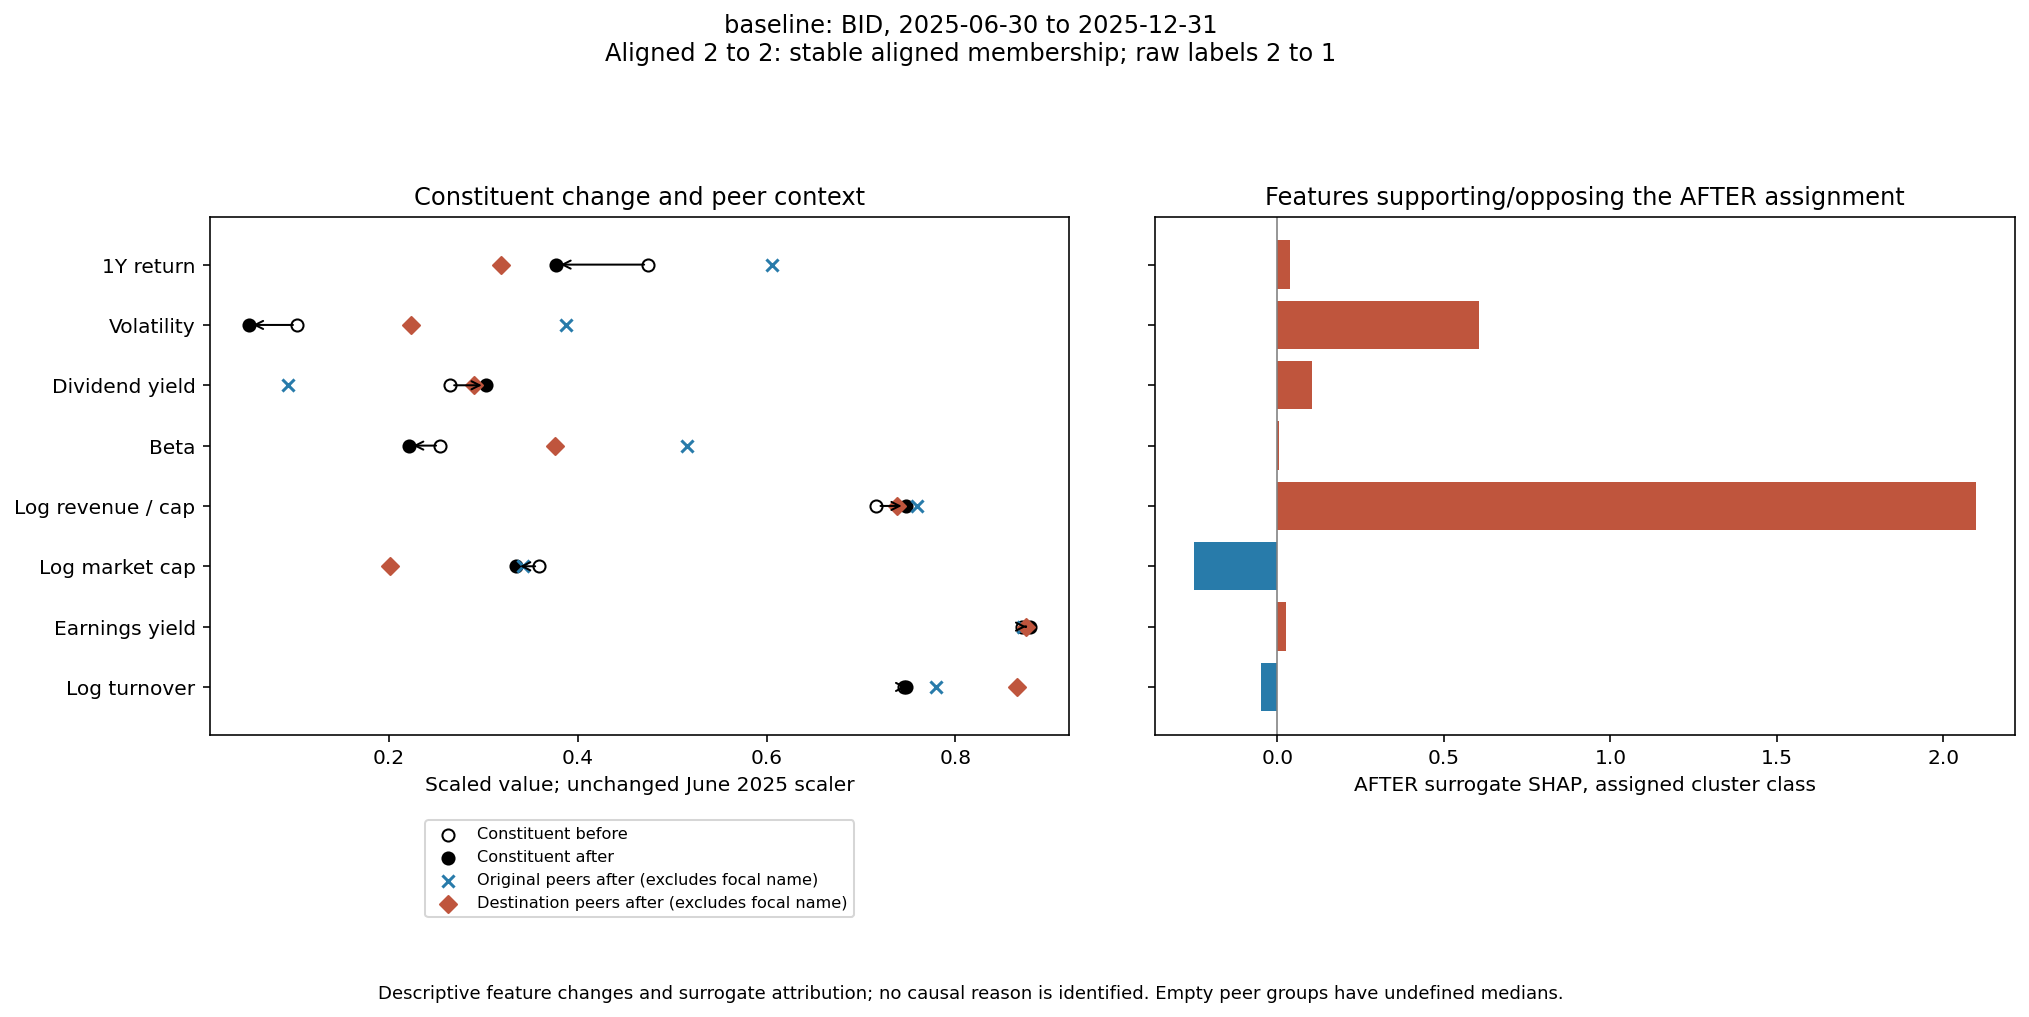 baseline: BID, 2025-06-30 to 2025-12-31
Aligned 2 to 2: stable aligned membership; raw labels 2 to 1
Constituent change and peer context
1Y return
Volatility
Dividend yield
Beta
Log revenue / cap
Log market cap
Earnings yield
Log turnover
0.2 0.4 0.6 0.8
Scaled value; unchanged June 2025 scaler
Constituent before
Constituent after
Original peers after (excludes focal name)
Destination peers after (excludes focal name)
Features supporting/opposing the AFTER assignment
0.0 0.5 1.0 1.5 2.0
AFTER surrogate SHAP, assigned cluster class
Descriptive feature changes and surrogate attribution; no causal reason is identified. Empty peer groups have undefined medians.